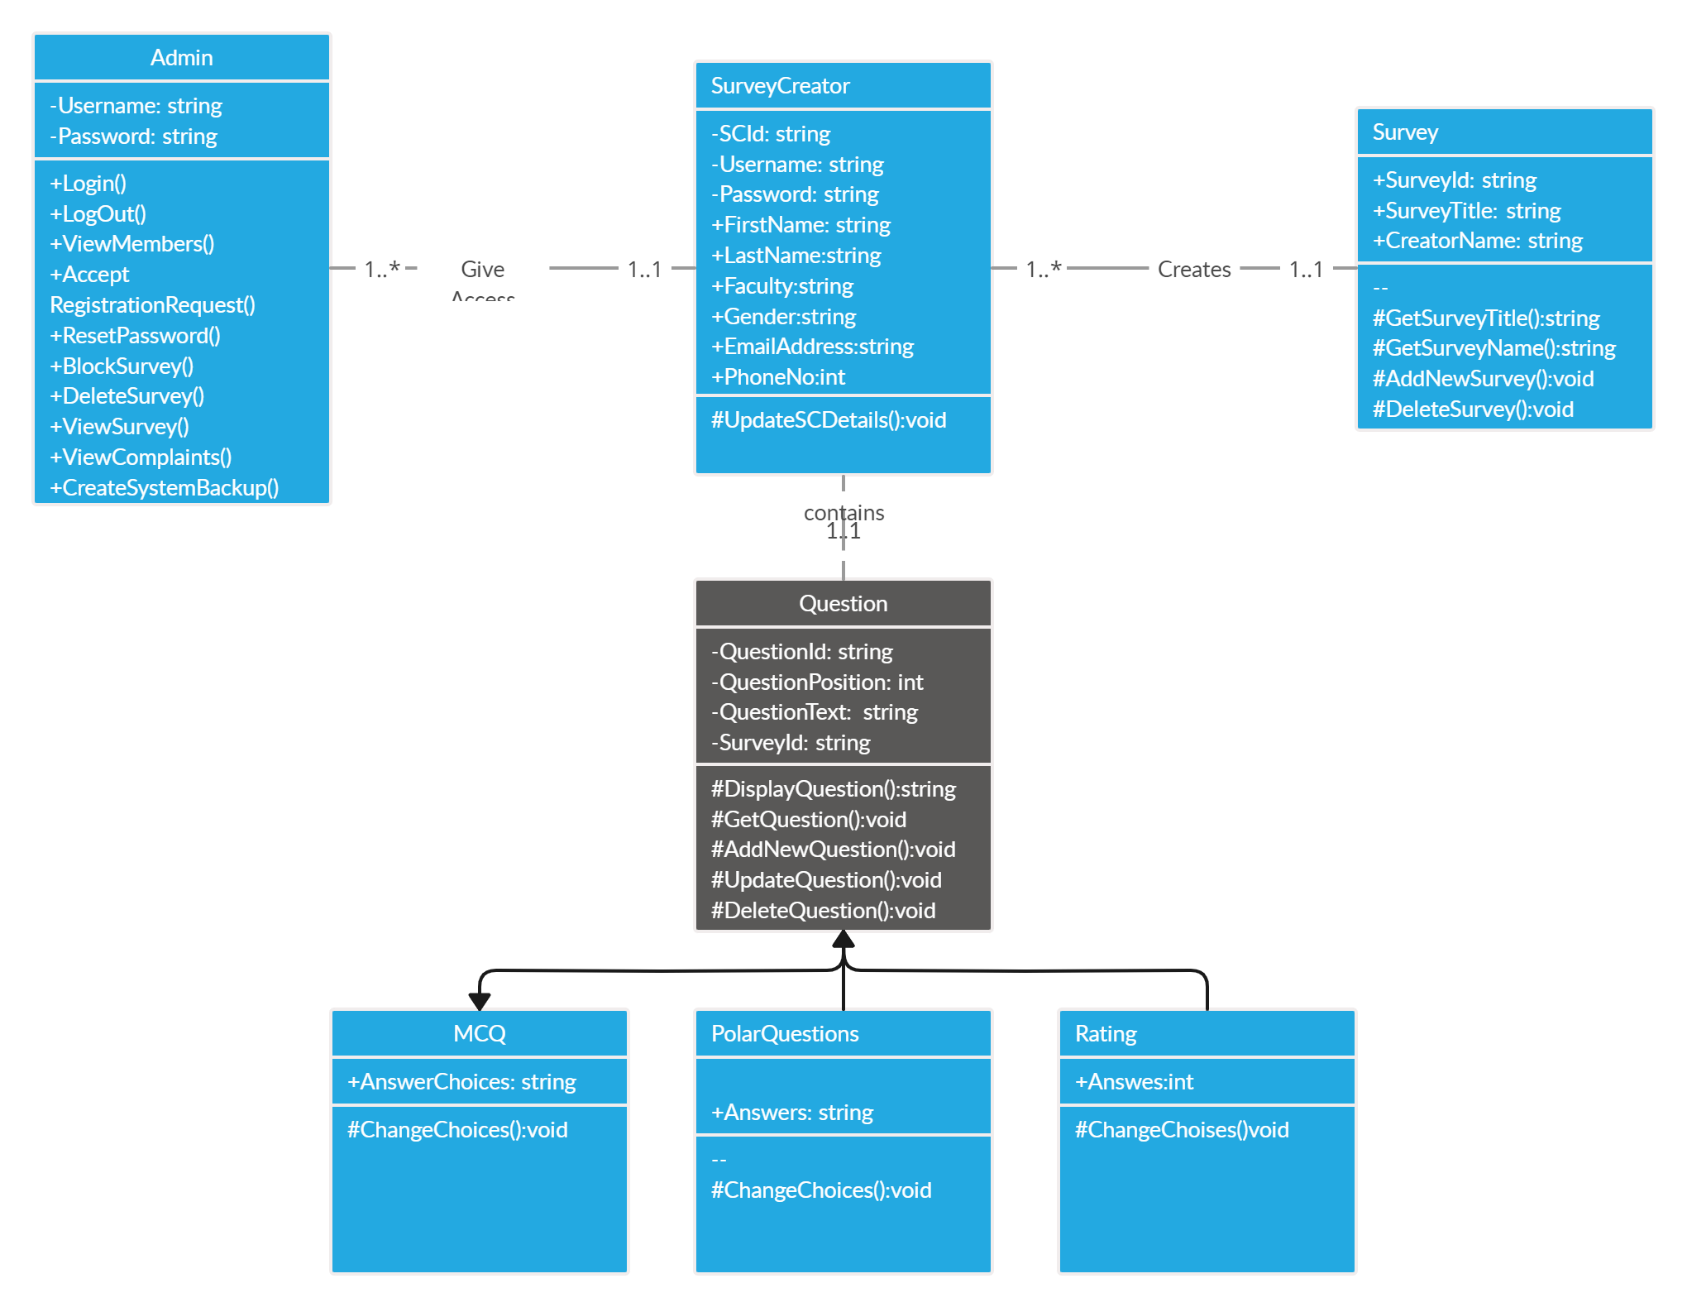 Admin
-Username: string
-Password: string
+Login()
+LogOut()
+ViewMembers()
+Accept
RegistrationRequest()
+ResetPassword()
+BlockSurvey()
+DeleteSurvey()
+ViewSurvey()
+ViewComplaints()
+CreateSystemBackup()
1..*
Give
Access
1..1
SurveyCreator
-SCId: string
-Username: string
-Password: string
+FirstName: string
+LastName:string
+Faculty:string
+Gender:string
+EmailAddress:string
+PhoneNo:int
#UpdateSCDetails():void
1..*
Creates
1..1
Survey
+SurveyId: string
+SurveyTitle: string
+CreatorName: string
--
#GetSurveyTitle():string
#GetSurveyName():string
#AddNewSurvey():void
#DeleteSurvey():void
contains
1..1
Question
-QuestionId: string
-QuestionPosition: int
-QuestionText: string
-SurveyId: string
#DisplayQuestion():string
#GetQuestion():void
#AddNewQuestion():void
#UpdateQuestion():void
#DeleteQuestion():void
MCQ
+AnswerChoices: string
#ChangeChoices():void
PolarQuestions
+Answers: string
--
#ChangeChoices():void
Rating
+Answes:int
#ChangeChoises()void